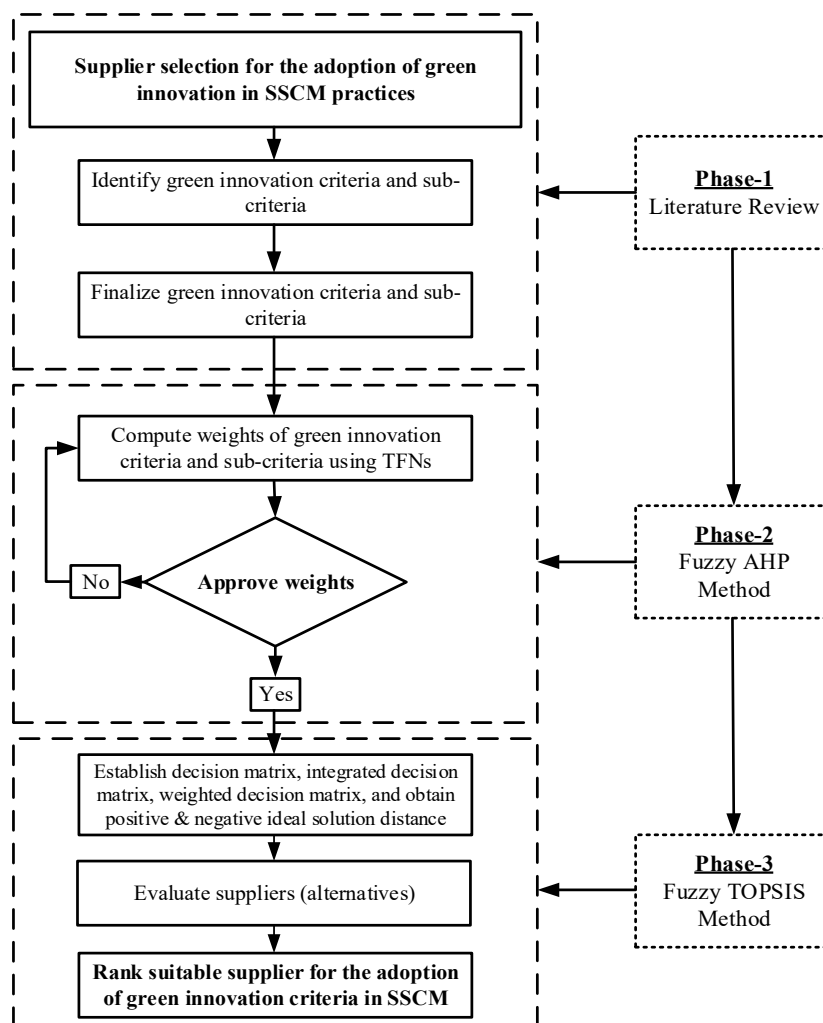 Supplier selection for the adoption of green
innovation in SSCM practices
Identify green innovation criteria and sub-
criteria
Phase-1
Literature Review
Finalize green innovation criteria and sub-
criteria
Compute weights of green innovation
criteria and sub-criteria using TFNs
Approve weights
No
Yes
Phase-2
Fuzzy AHP
Method
Establish decision matrix, integrated decision
matrix, weighted decision matrix, and obtain
positive & negative ideal solution distance
Evaluate suppliers (alternatives)
Phase-3
Fuzzy TOPSIS
Method
Rank suitable supplier for the adoption
of green innovation criteria in SSCM